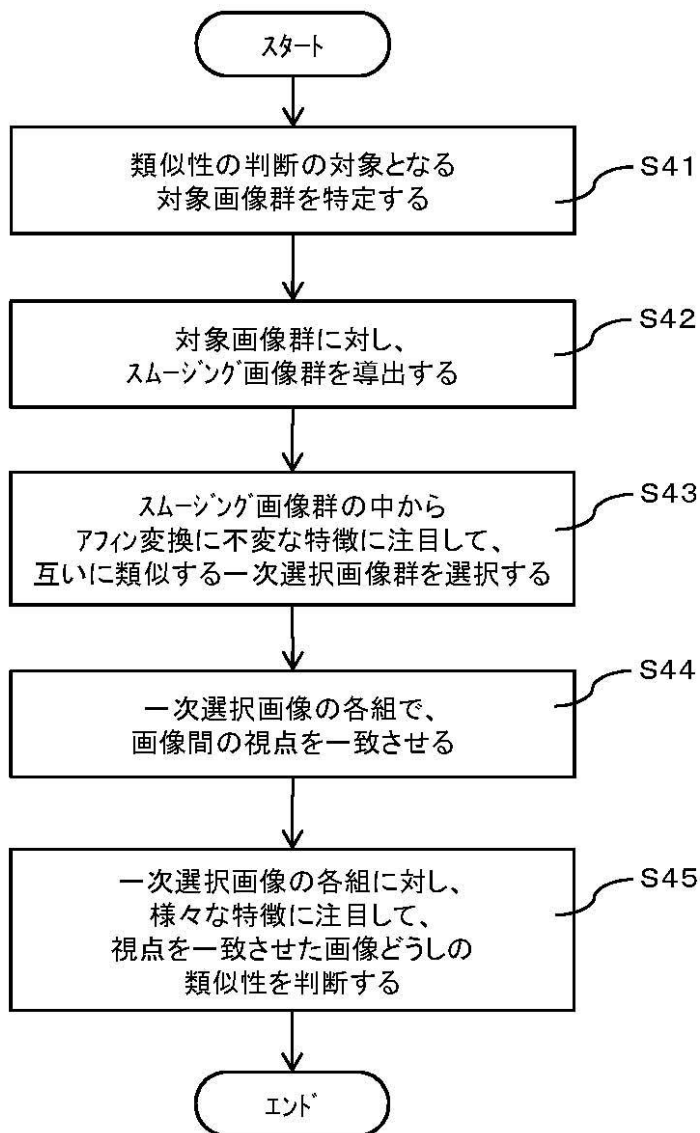 スタート
類似性の判断の対象となる
対象画像群を特定する
S41
対象画像群に対し、
スムージング画像群を導出する
S42
スムージング画像群の中から
アフィン変換に不変な特徴に注目して、
互いに類似する一次選択画像群を選択する
S43
一次選択画像の各組で、
画像間の視点を一致させる
S44
一次選択画像の各組に対し、
様々な特徴に注目して、
視点を一致させた画像どうしの
類似性を判断する
S45
エンド